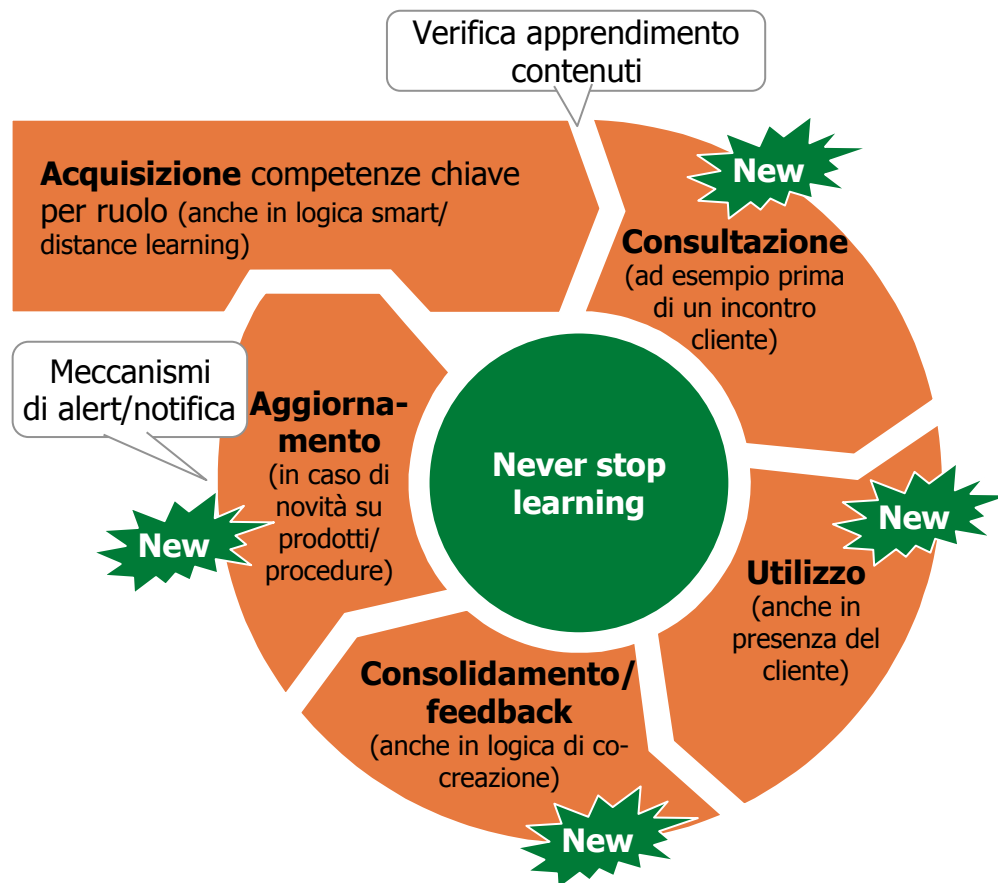 Verifica apprendimento
contenuti
Acquisizione competenze chiave
per ruolo (anche in logica smart/
distance learning)
New
Consultazione
(ad esempio prima
di un incontro
cliente)
New
Utilizzo
(anche in
presenza del
cliente)
Consolidamento/
feedback
(anche in logica di co-
creazione)
New
Meccanismi
di alert/notifica
Aggiorna-
mento
(in caso di
novità su
prodotti/
procedure)
New
Never stop
learning